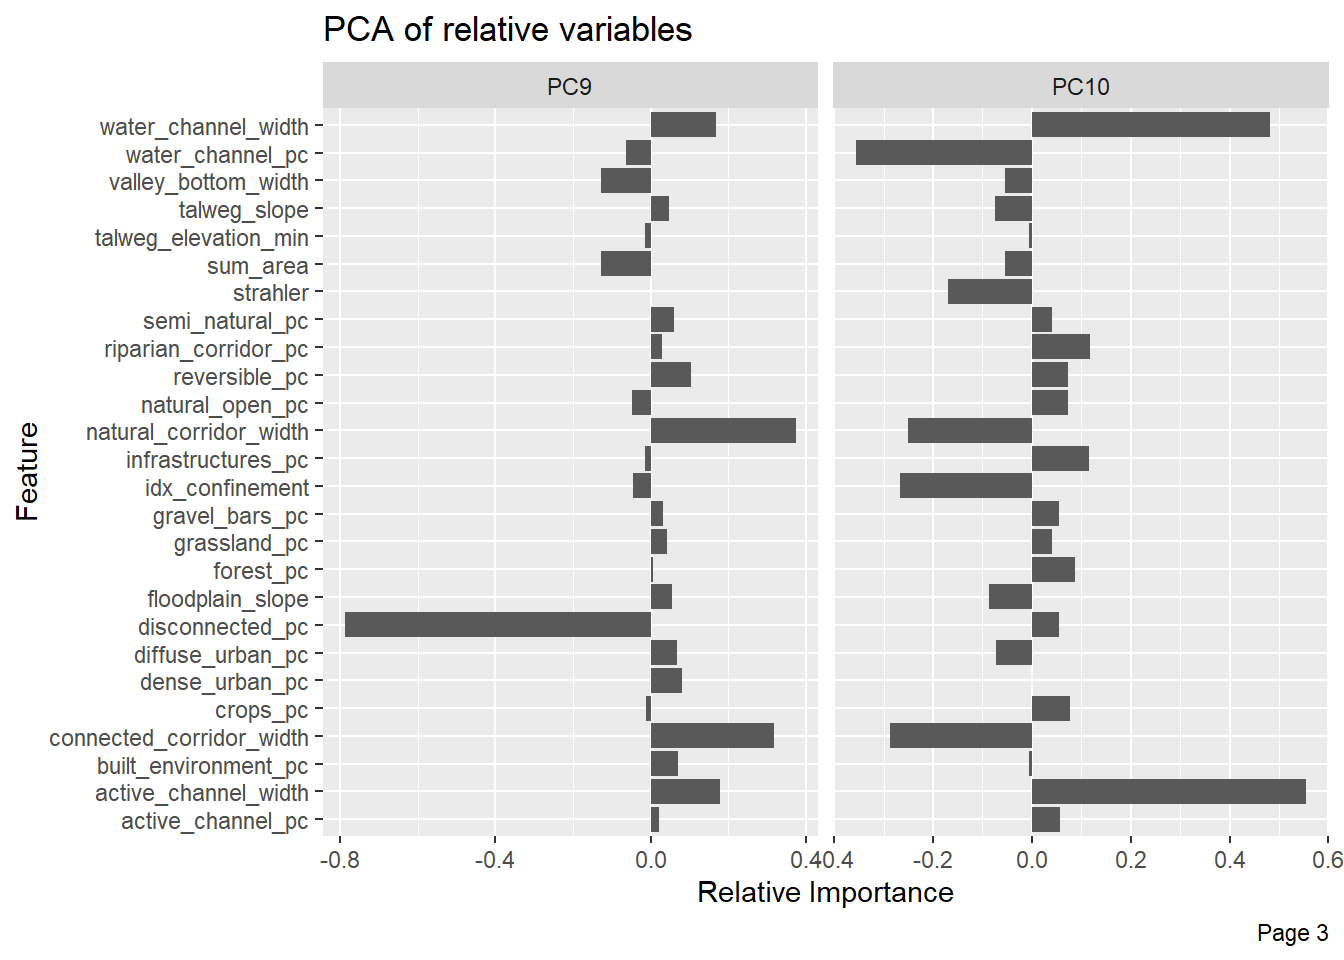 PCA of relative variables
PC9
PC10
water_channel_width
water_channel_pc
valley_bottom_width
talweg_slope
talweg_elevation_min
sum_area
strahler
semi_natural_pc
riparian_corridor_pc
reversible_pc
natural_open_pc
natural_corridor_width
infrastructures_pc
idx_confinement
gravel_bars_pc
grassland_pc
forest_pc
floodplain_slope
disconnected_pc
diffuse_urban_pc
dense_urban_pc
crops_pc
connected_corridor_width
built_environment_pc
active_channel_width
active_channel_pc
Feature
-0.8 -0.4 0.0 0.4 -0.4 -0.2 0.0 0.2 0.4 0.6
Relative Importance
Page 3